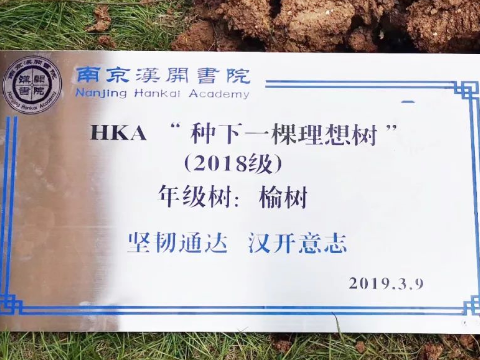 南京漢開書院
Nanjing Hankai Academy
HKA “种下一棵理想树”
(2018级)
年级树：榆树
坚韧通达 汉开意志
2019.3.9